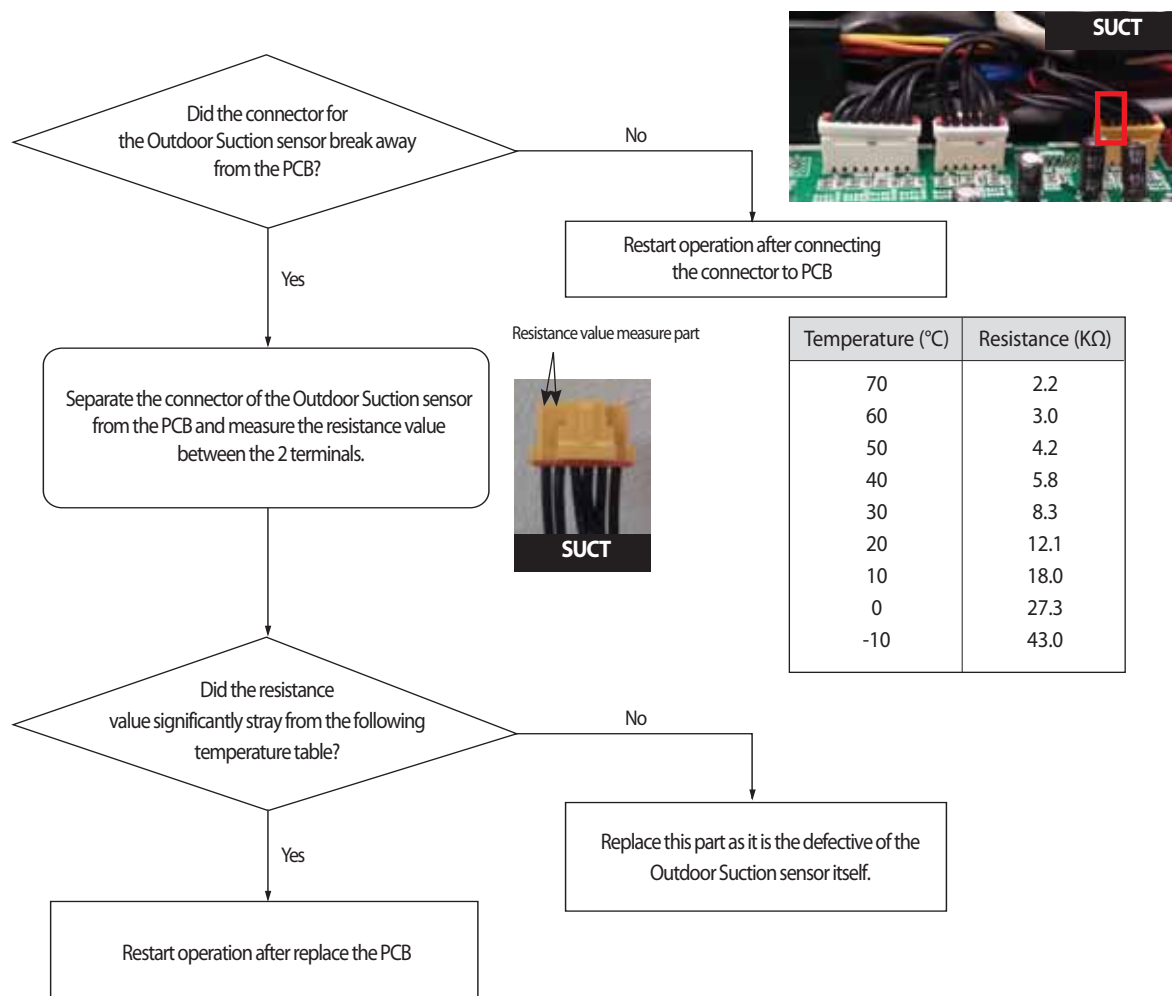 SUCT
Did the connector for
the Outdoor Suction sensor break away
from the PCB?
No
Restart operation after connecting
the connector to PCB
Yes
Resistance value measure part
SUCT
Separate the connector of the Outdoor Suction sensor
from the PCB and measure the resistance value
between the 2 terminals.
Temperature (°C) Resistance (KΩ)
70 2.2
60 3.0
50 4.2
40 5.8
30 8.3
20 12.1
10 18.0
0 27.3
-10 43.0
Did the resistance
value significantly stray from the following
temperature table?
No
Replace this part as it is the defective of the
Outdoor Suction sensor itself.
Yes
Restart operation after replace the PCB